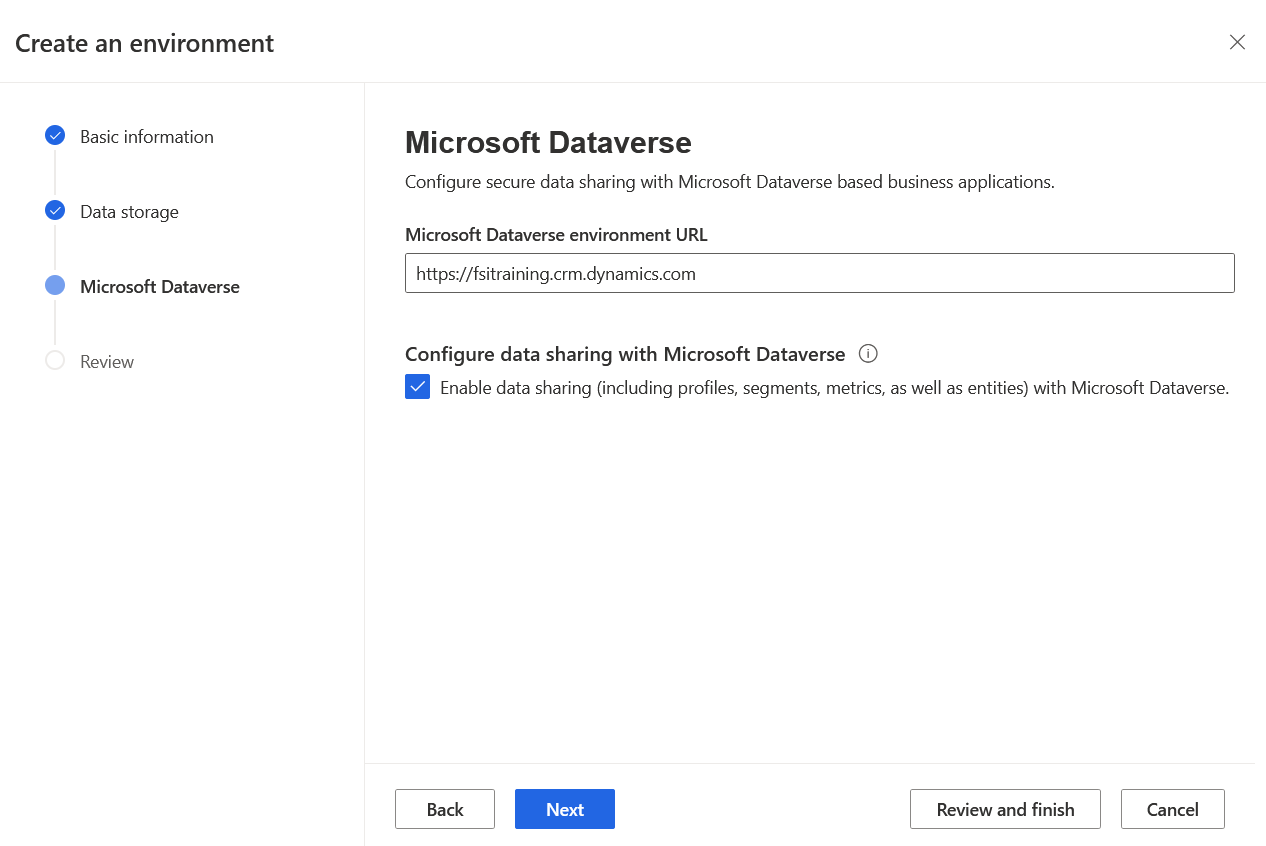 Create an environment
Basic information
Data storage
Microsoft Dataverse
Review
Microsoft Dataverse
Configure secure data sharing with Microsoft Dataverse based business applications.
Microsoft Dataverse environment URL
https://fsitraining.crm.dynamics.com
Configure data sharing with Microsoft Dataverse
Enable data sharing (including profiles, segments, metrics, as well as entities) with Microsoft Dataverse.
Back
Next
Review and finish
Cancel